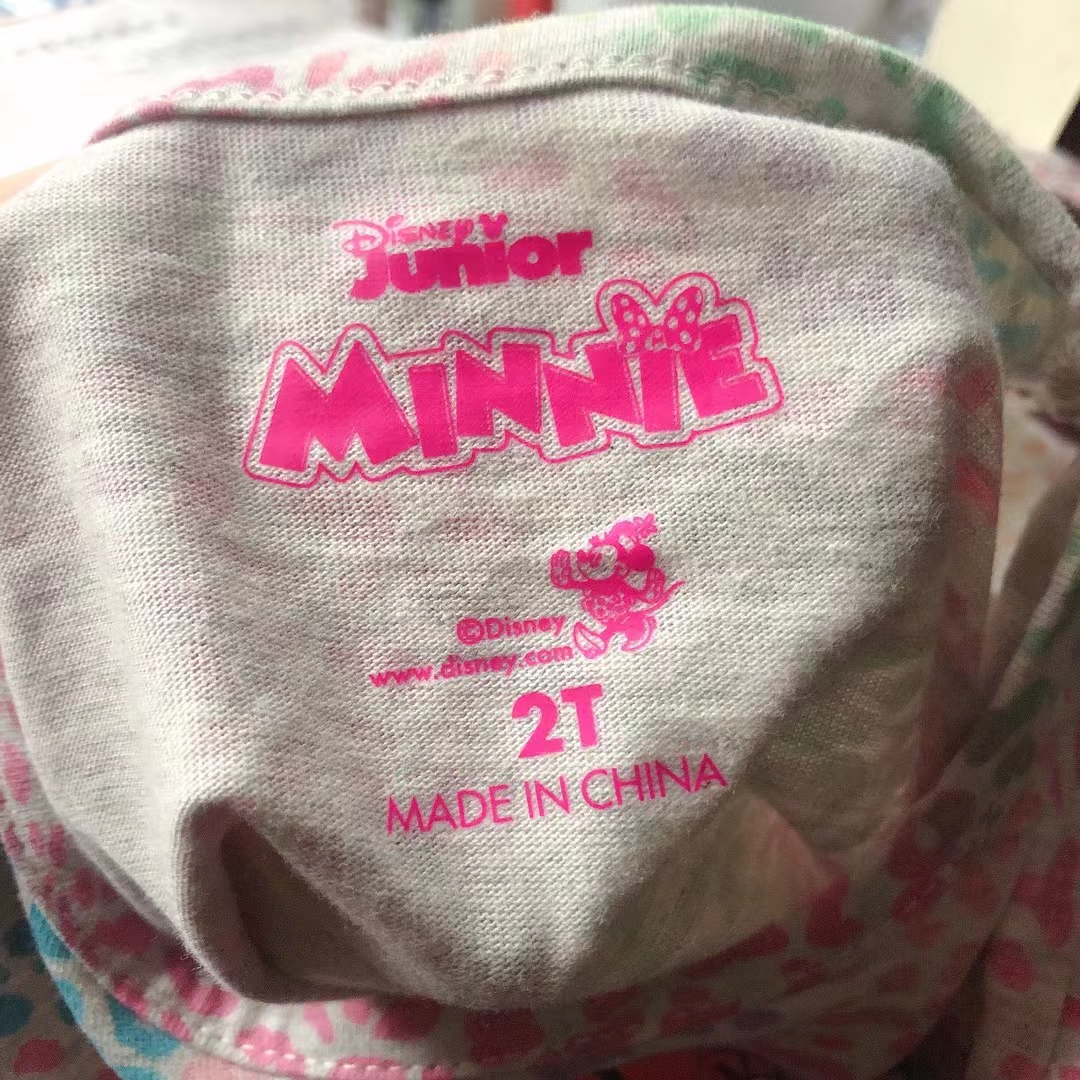 Disney
Junior
MINNIE
©Disney
www.disney.com
2T
MADE IN CHINA